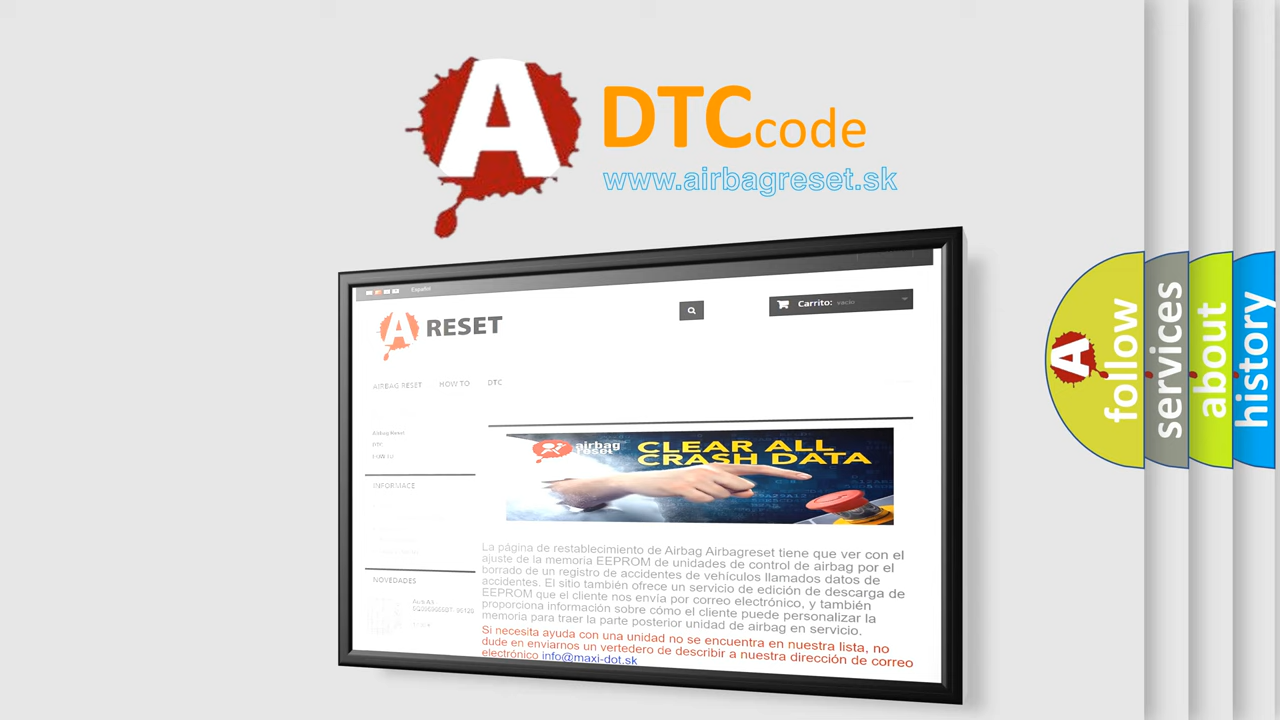 A
DTC code
www.airbagreset.sk
Español
A RESET
Carrito: vacío
AIRBAG RESET HOW TO DTC
Airbag Reset
DTC
HOW TO
INFORMACE
NOVEDADES
airbag
reset
CLEAR ALL
CRASH DATA
La página de restablecimiento de Airbag Airbagreset tiene que ver con el
ajuste de la memoria EEPROM de unidades de control de airbag por el
borrado de un registro de accidentes de vehículos llamados datos de
accidentes. El sitio también ofrece un servicio de edición de descarga de
EEPROM que el cliente nos envía por correo electrónico, y también
proporciona información sobre cómo el cliente puede personalizar la
memoria para traer la parte posterior unidad de airbag en servicio.
Si necesita ayuda con una unidad no se encuentra en nuestra lista, no
dude en enviarnos un vertedero de describir a nuestra dirección de correo
electrónico info@maxi-dot.sk
A
follow
services
about
history